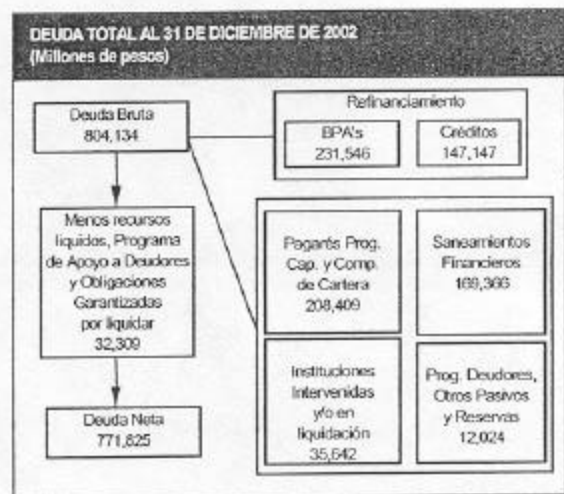 DEUDA TOTAL AL 31 DE DICIEMBRE DE 2002
(Millones de pesos)
Deuda Bruta
804,134
Refinanciamiento
BPA's
231,546
Créditos
147,147
Menos recursos
líquidos, Programa
de Apoyo a Deudores
y Obligaciones
Garantizadas
por liquidar
32,309
Pagarés Prog.
Cap. y Comp.
de Cartera
208,409
Saneamientos
Financieros
169,366
Instituciones
Intervenidas
y/o en
liquidación
35,642
Prog. Deudores,
Otros Pasivos
y Reservas
12,024
Deuda Neta
771,825